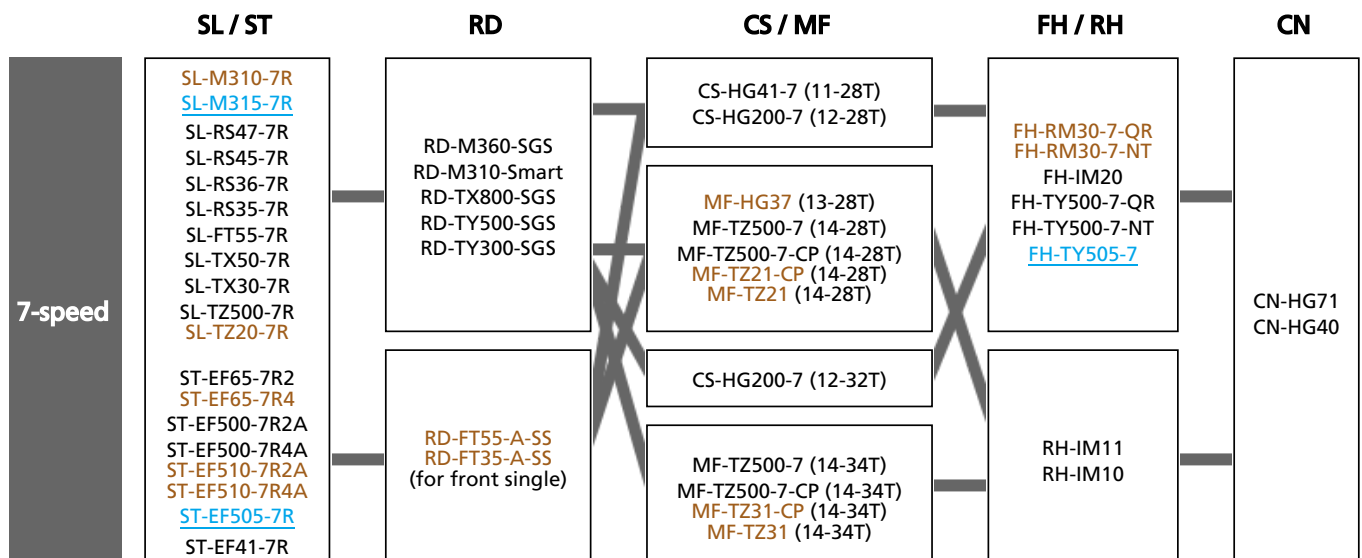 SL / ST
RD
CS / MF
FH / RH
CN
7-speed
SL-M310-7R
SL-M315-7R
SL-RS47-7R
SL-RS45-7R
SL-RS36-7R
SL-RS35-7R
SL-FT55-7R
SL-TX50-7R
SL-TX30-7R
SL-TZ500-7R
SL-TZ20-7R
ST-EF65-7R2
ST-EF65-7R4
ST-EF500-7R2A
ST-EF500-7R4A
ST-EF510-7R2A
ST-EF510-7R4A
ST-EF505-7R
ST-EF41-7R
RD-M360-SGS
RD-M310-Smart
RD-TX800-SGS
RD-TY500-SGS
RD-TY300-SGS
RD-FT55-A-SS
RD-FT35-A-SS
(for front single)
CS-HG41-7 (11-28T)
CS-HG200-7 (12-28T)
MF-HG37 (13-28T)
MF-TZ500-7 (14-28T)
MF-TZ500-7-CP (14-28T)
MF-TZ21-CP (14-28T)
MF-TZ21 (14-28T)
CS-HG200-7 (12-32T)
MF-TZ500-7 (14-34T)
MF-TZ500-7-CP (14-34T)
MF-TZ31-CP (14-34T)
MF-TZ31 (14-34T)
FH-RM30-7-QR
FH-RM30-7-NT
FH-IM20
FH-TY500-7-QR
FH-TY500-7-NT
FH-TY505-7
RH-IM11
RH-IM10
CN-HG71
CN-HG40